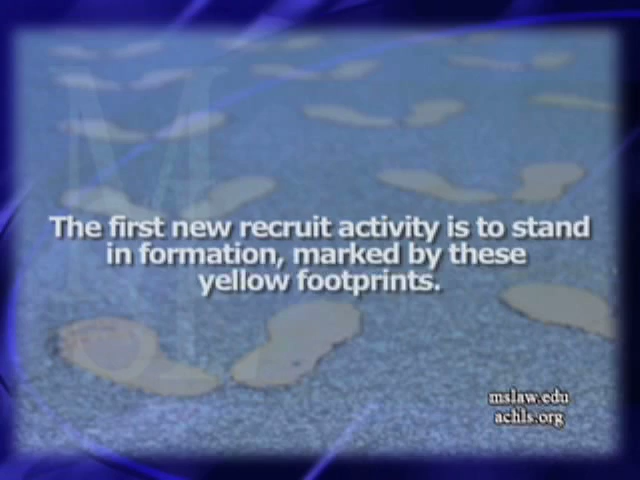 The first new recruit activity is to stand
in formation, marked by these
yellow footprints.
mslaw.edu
achls.org